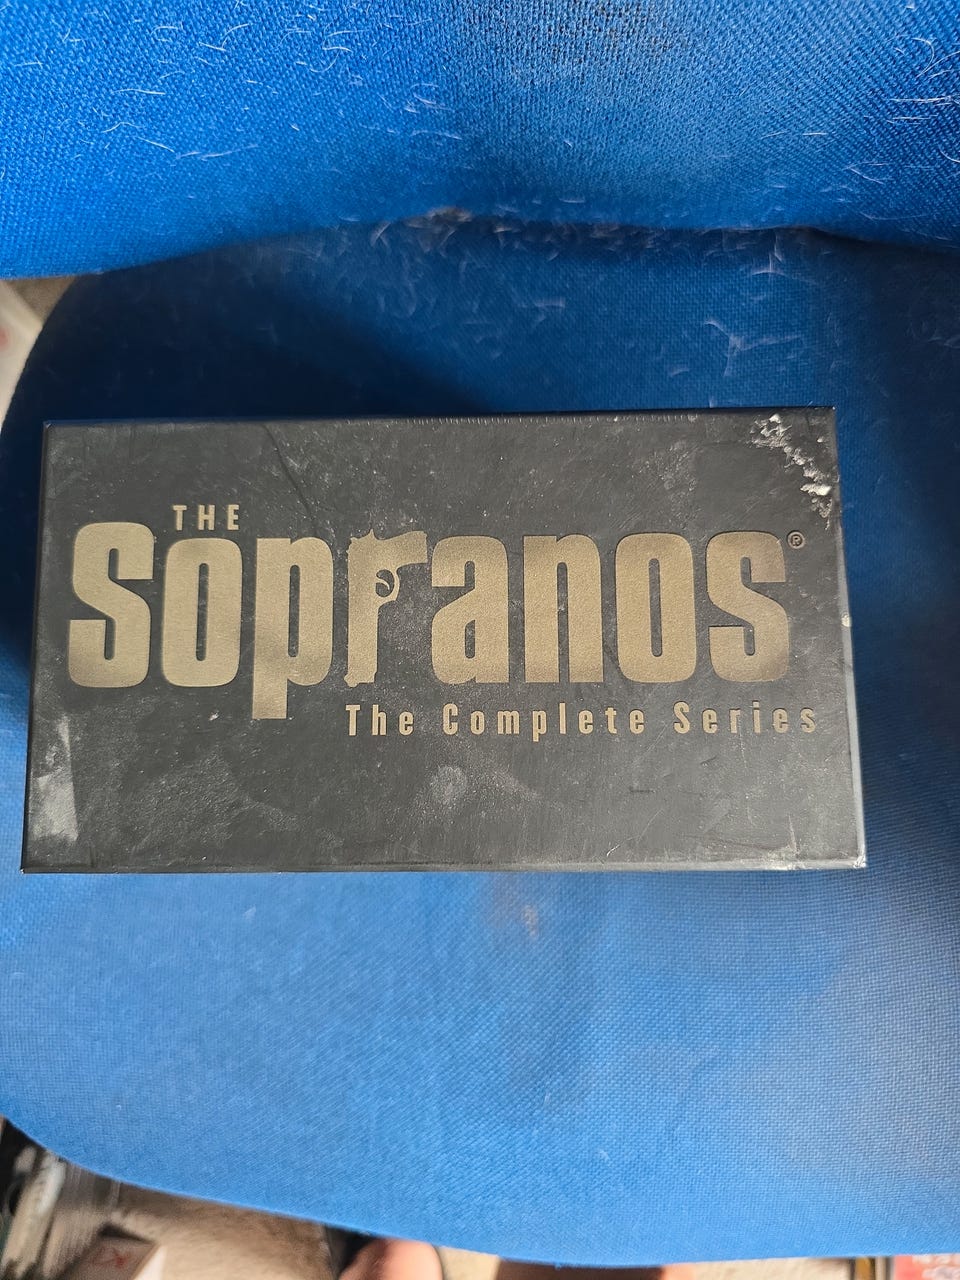 THE
Sopranos®
The Complete Series